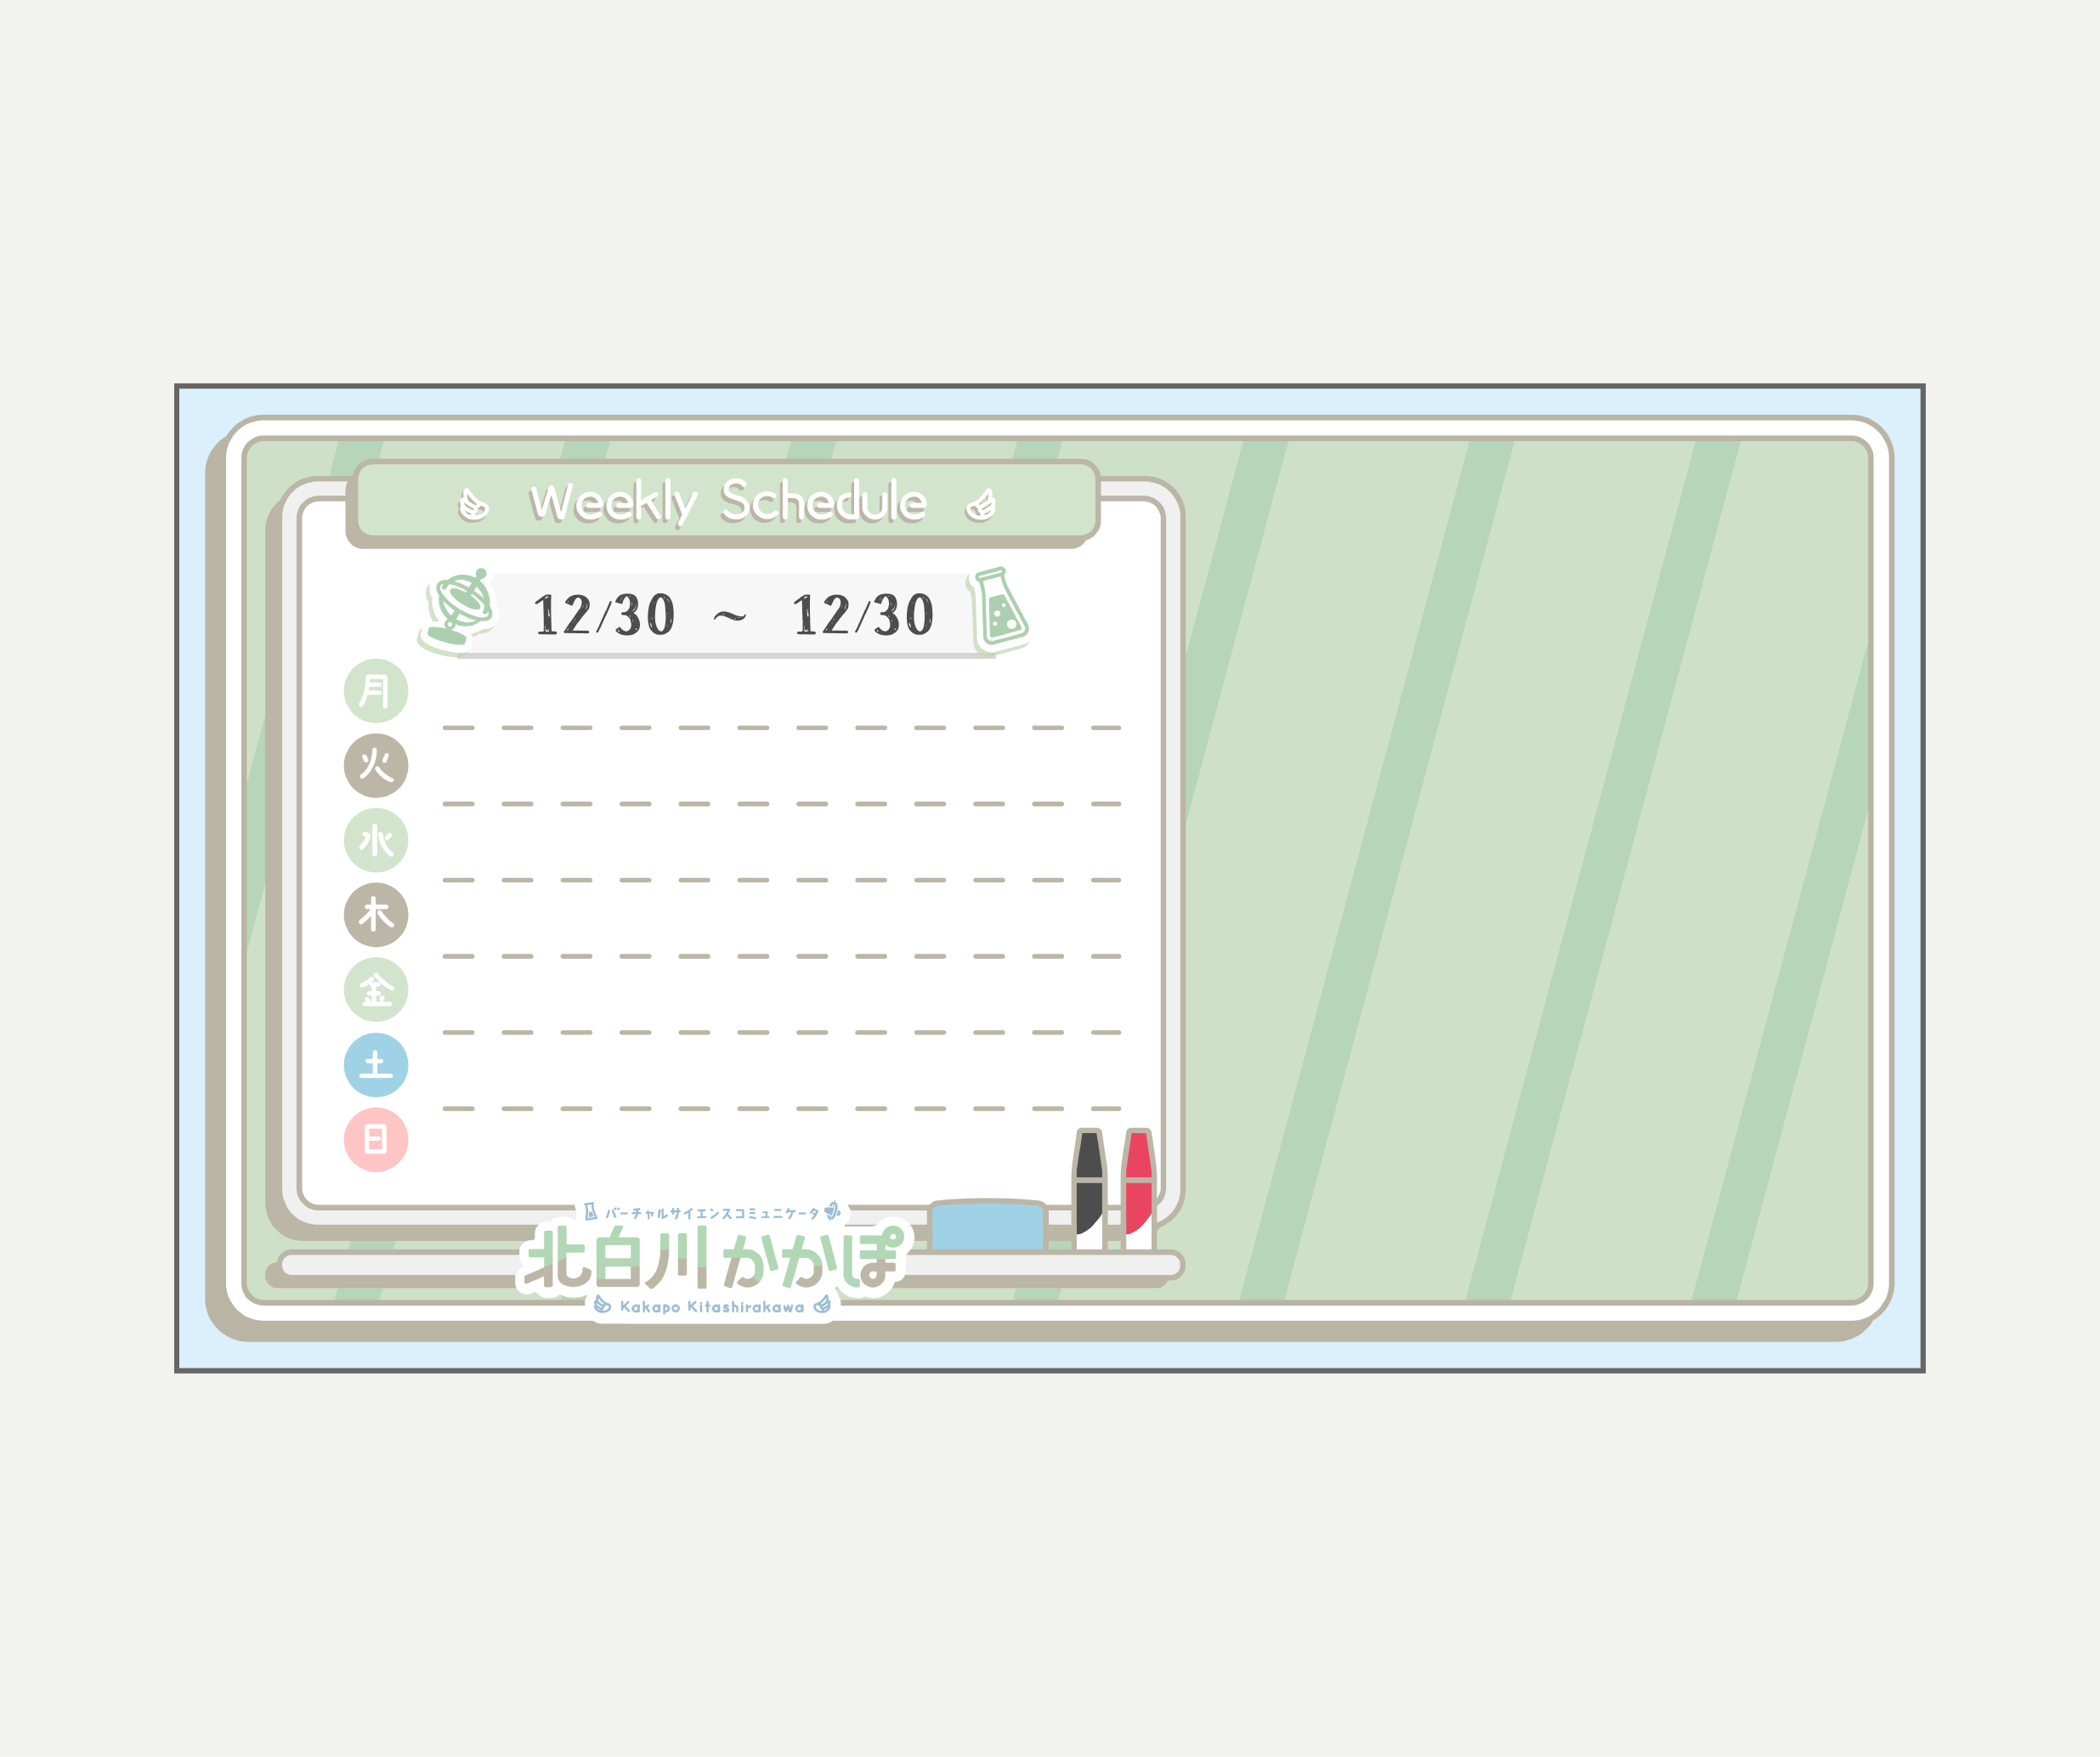 Weekly Schedule
12/30 ~ 12/30
月
火
水
木
金
土
日
バーチャルサイエンスコミュニケータ
北白川かかぽ
Kakapo Kitashirakawa